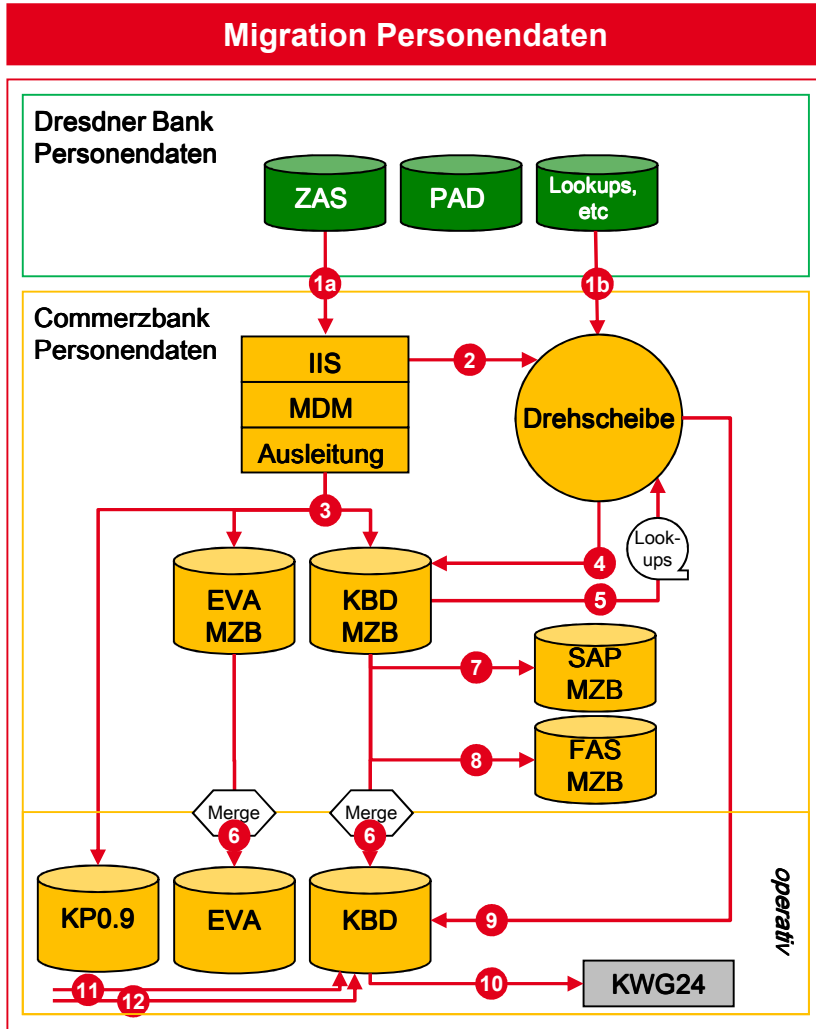 Migration Personendaten
Dresdner Bank
Personendaten
ZAS
PAD
Lookups,
etc
1a
1b
Commerzbank
Personendaten
IIS
2
MDM
Drehscheibe
Ausleitung
3
Look-
ups
4
EVA
MZB
KBD
MZB
5
SAP
MZB
7
FAS
MZB
8
Merge
Merge
6
6
operativ
KP0.9
EVA
KBD
9
11
12
10
KWG24